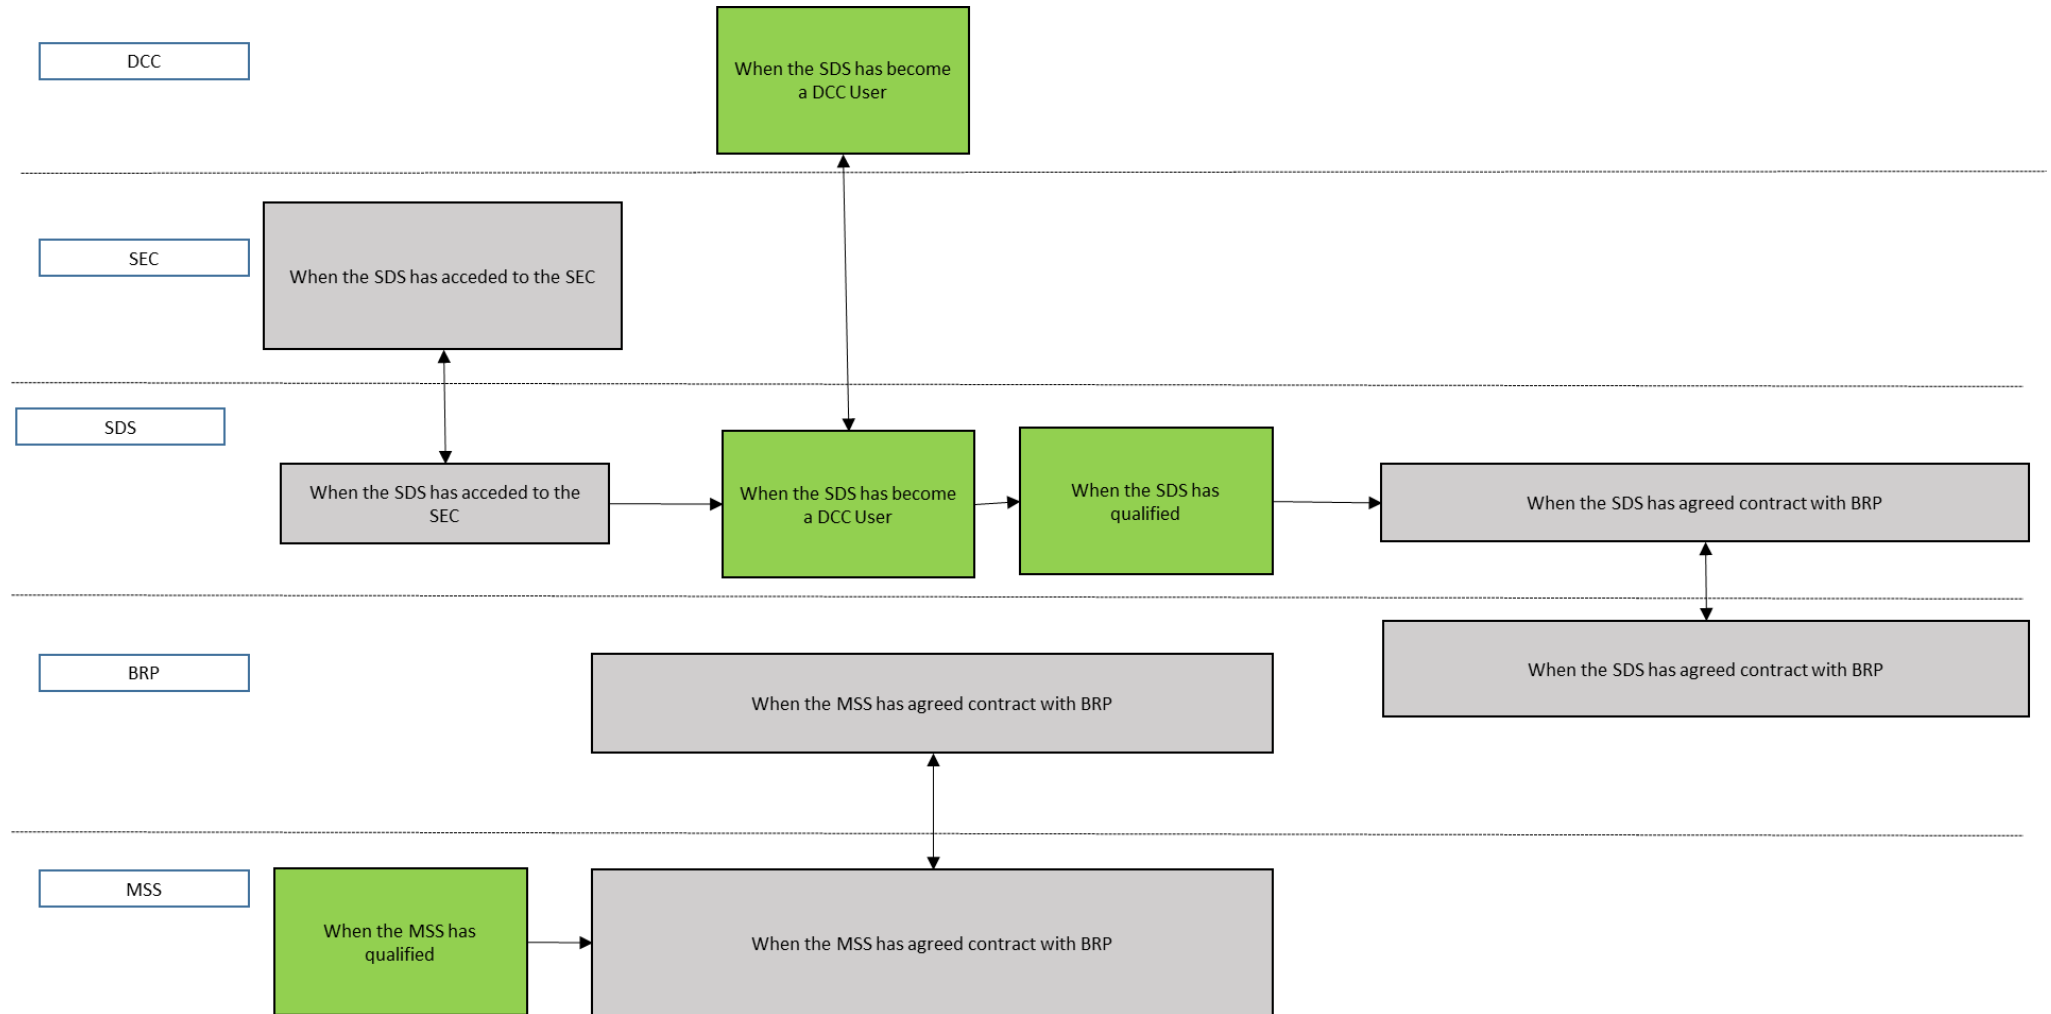 DCC
When the SDS has become
a DCC User
SEC
When the SDS has acceded to the SEC
SDS
When the SDS has acceded to the
SEC
When the SDS has become
a DCC User
When the SDS has
qualified
When the SDS has agreed contract with BRP
BRP
When the MSS has agreed contract with BRP
When the SDS has agreed contract with BRP
MSS
When the MSS has
qualified
When the MSS has agreed contract with BRP